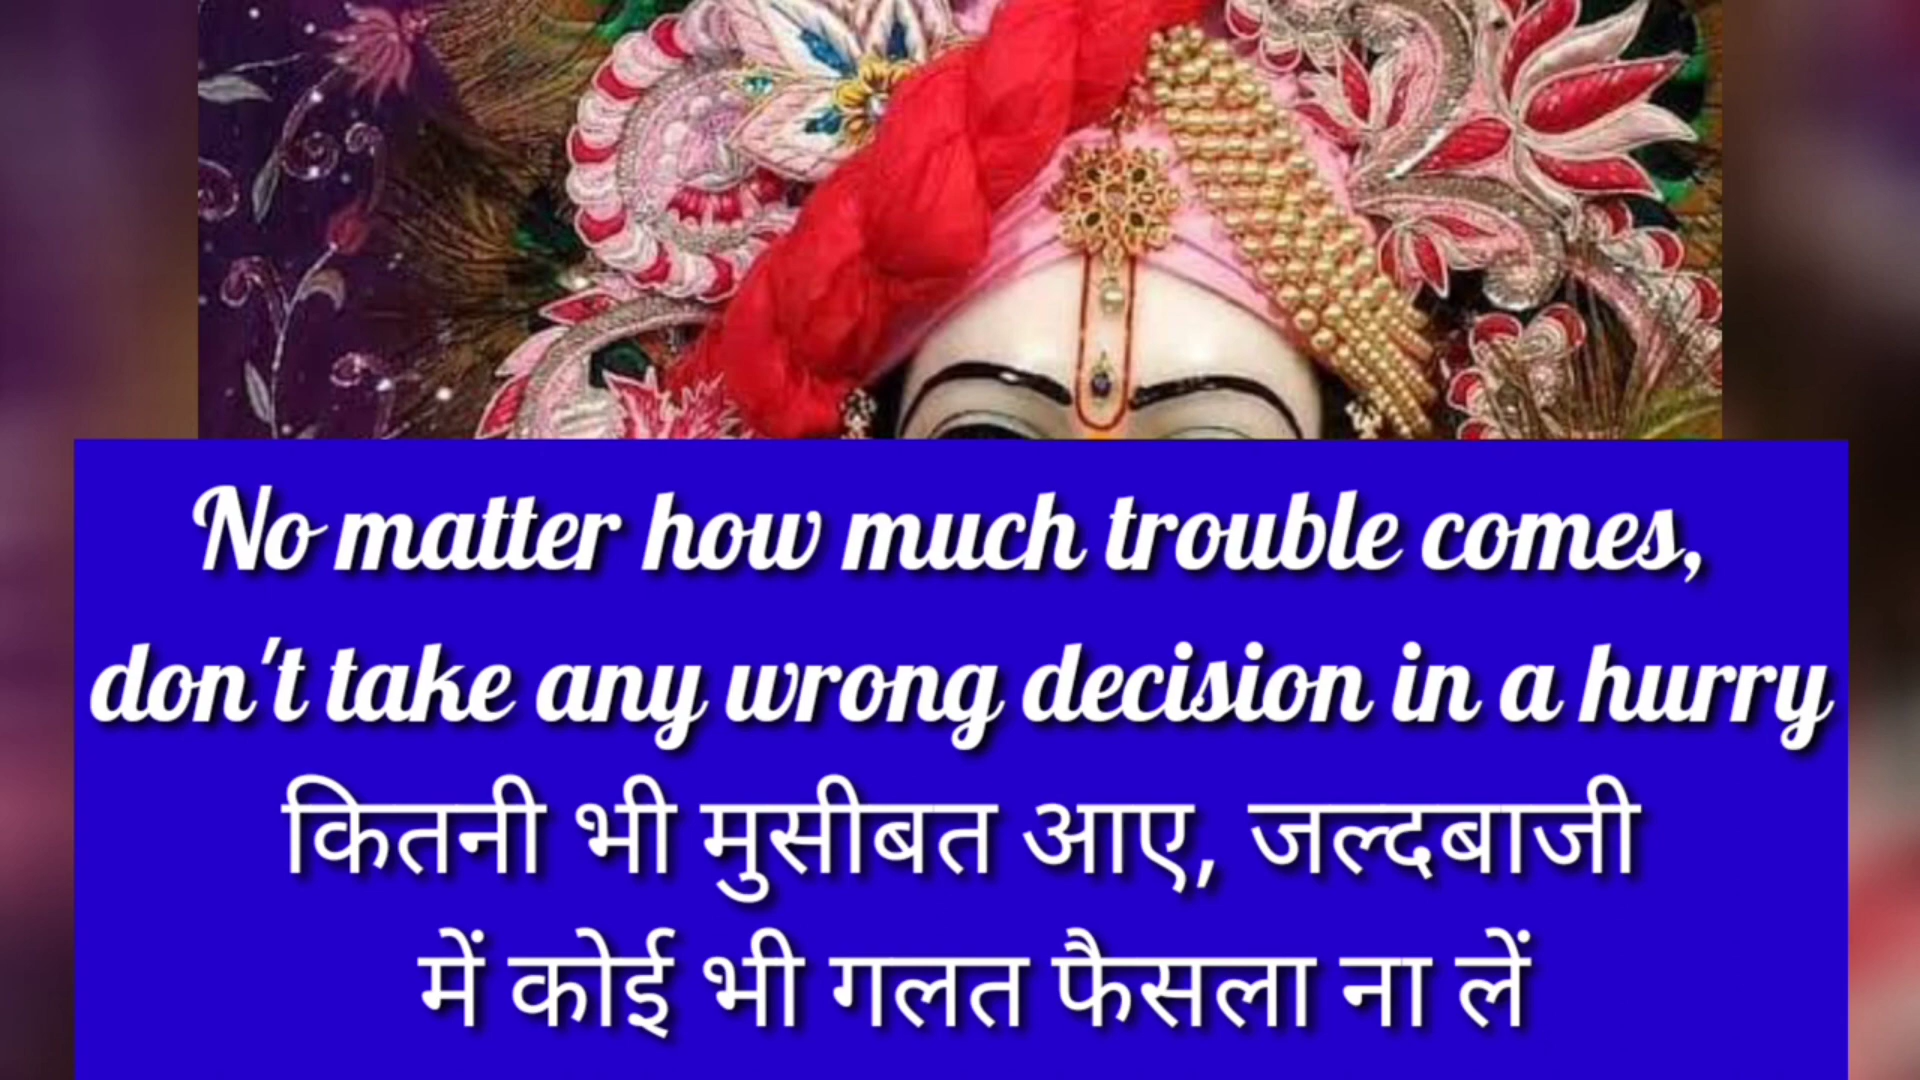 No matter how much trouble comes,
don't take any wrong decision in a hurry
कितनी भी मुसीबत आए, जल्दबाजी
में कोई भी गलत फैसला ना लें